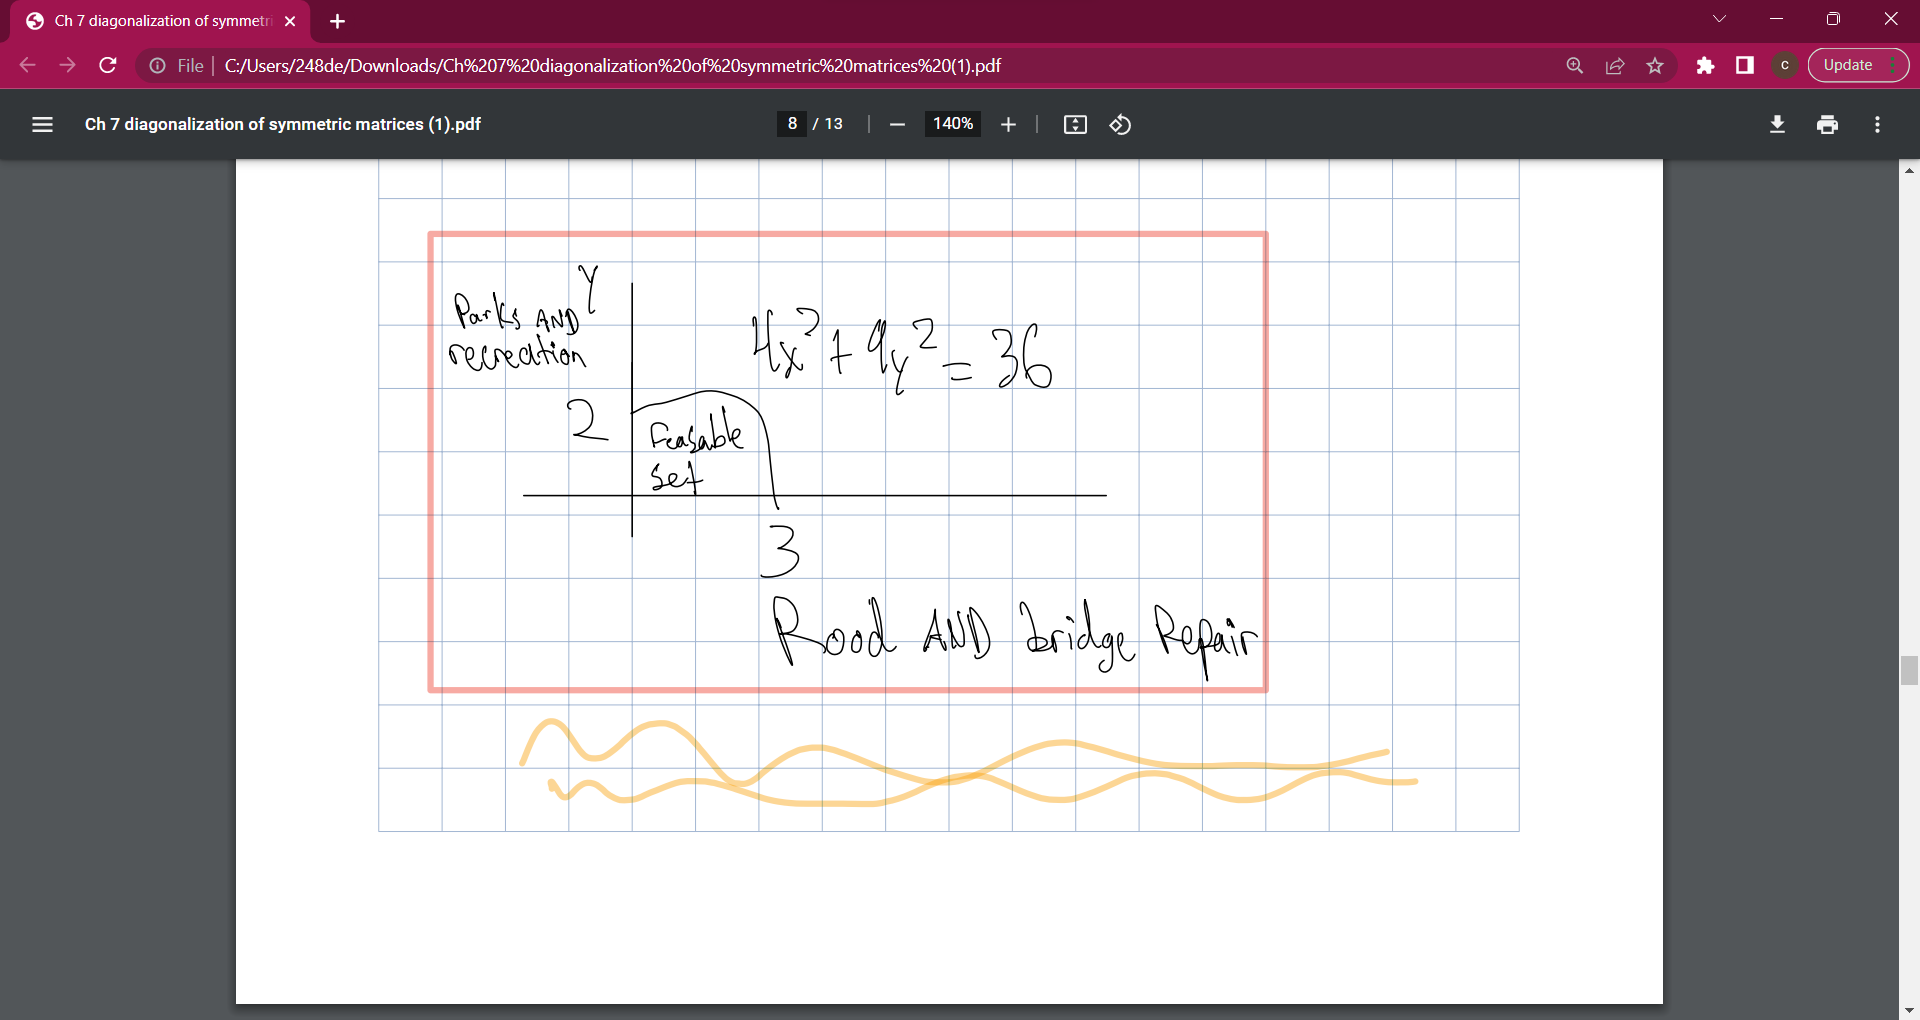 Ch 7 diagonalization of symmetri
File | C:/Users/248de/Downloads/Ch%207%20diagonalization%20of%20symmetric%20matrices%20(1).pdf
C
Update
Ch 7 diagonalization of symmetric matrices (1).pdf
8 / 13
140%
Y
Parks AND
recreation
4x² + 9y² = 36
2
Feasable
set
3
Rood AND bridge Repair